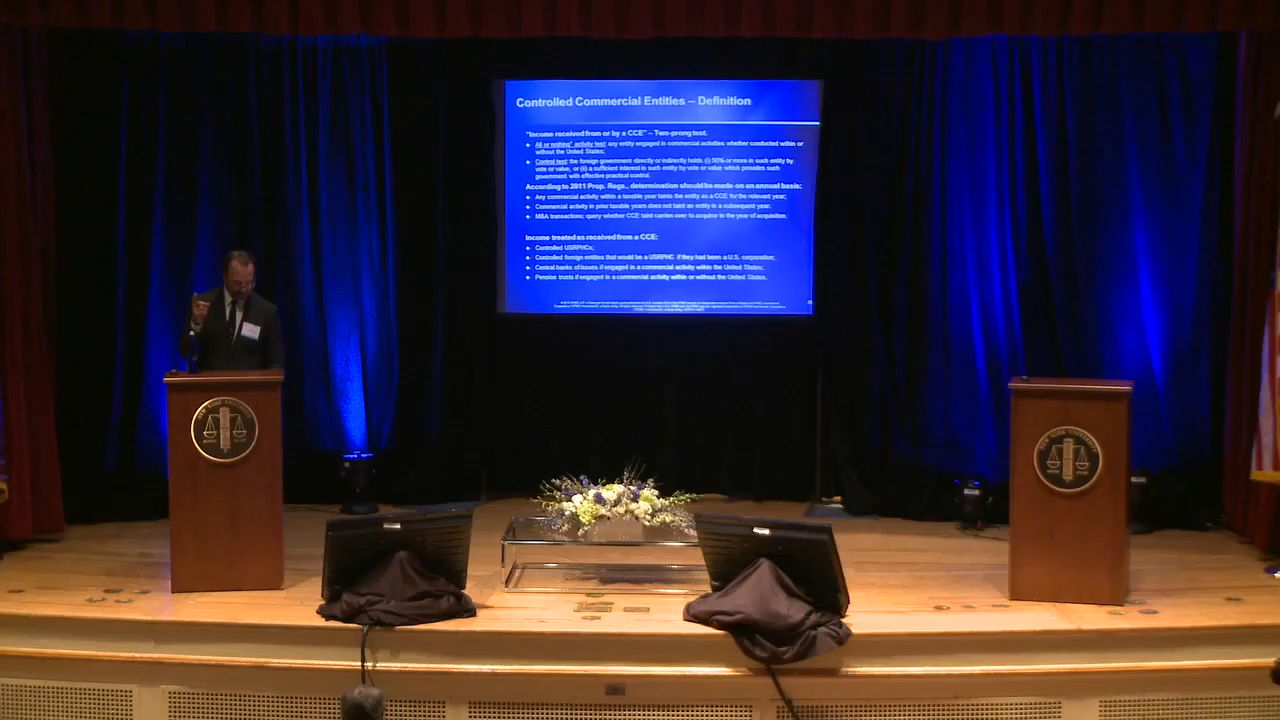 Controlled Commercial Entities – Definition
"Income received from or by a CCE" – Two-prong test.
All or nothing" activity test: any entity engaged in commercial activities whether conducted within or
without the United States;
Control test: the foreign government directly or indirectly holds (i) 50% or more in such entity by
vote or value, or (ii) a sufficient interest in such entity by vote or value which provides such
government with effective practical control.
According to 2011 Prop. Regs., determination should be made on an annual basis:
Any commercial activity within a taxable year taints the entity as a CCE for the relevant year;
Commercial activity in prior taxable years does not taint an entity in a subsequent year.
M&A transactions; query whether CCE taint carries over to acquiror in the year of acquisition.
Income treated as received from a CCE:
Controlled USRPHCs;
Controlled foreign entities that would be a USRPHC if they had been a U.S. corporation;
Central banks of issues if engaged in a commercial activity within the United States;
Pension trusts if engaged in a commercial activity within or without the United States.
NEW YORK UNIVERSITY
NEW YORK UNIVERSITY